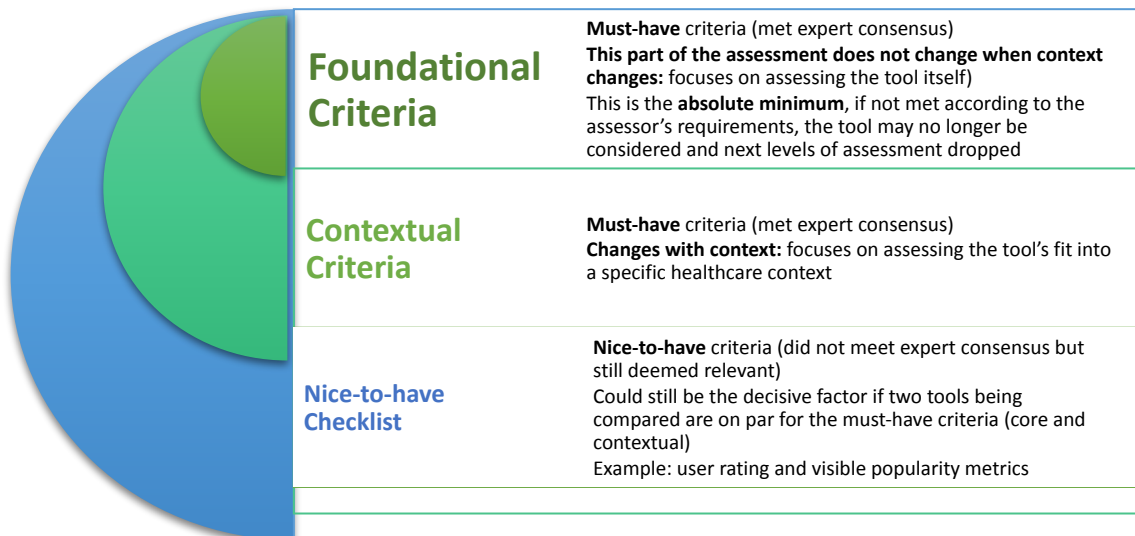 Foundational
Criteria
Must-have criteria (met expert consensus)
This part of the assessment does not change when context
changes: focuses on assessing the tool itself)
This is the absolute minimum, if not met according to the
assessor's requirements, the tool may no longer be
considered and next levels of assessment dropped
Contextual
Criteria
Must-have criteria (met expert consensus)
Changes with context: focuses on assessing the tool's fit into
a specific healthcare context
Nice-to-have
Checklist
Nice-to-have criteria (did not meet expert consensus but
still deemed relevant)
Could still be the decisive factor if two tools being
compared are on par for the must-have criteria (core and
contextual)
Example: user rating and visible popularity metrics